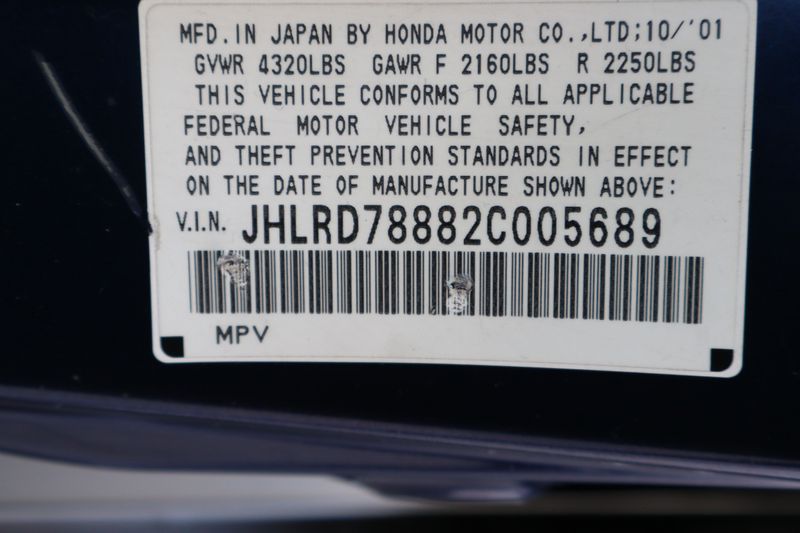 MFD. IN JAPAN BY HONDA MOTOR CO.,LTD;10/'01
GVWR 4320LBS GAWR F 2160LBS R 2250LBS
THIS VEHICLE CONFORMS TO ALL APPLICABLE
FEDERAL MOTOR VEHICLE SAFETY,
AND THEFT PREVENTION STANDARDS IN EFFECT
ON THE DATE OF MANUFACTURE SHOWN ABOVE:
V.I.N. JHLRD78882C005689
MPV